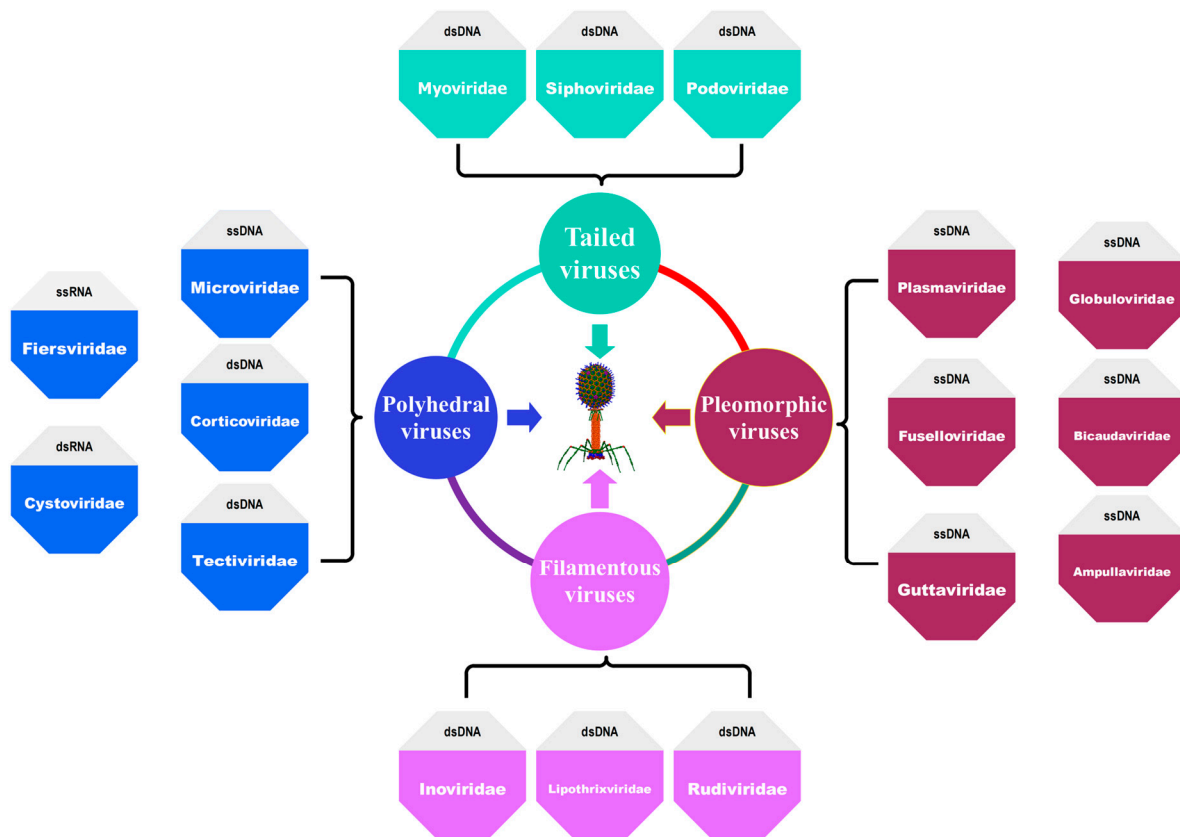 dsDNA
Myoviridae
dsDNA
Siphoviridae
dsDNA
Podoviridae
Tailed
viruses
ssRNA
Fiersviridae
dsRNA
Cystoviridae
ssDNA
Microviridae
dsDNA
Corticoviridae
dsDNA
Tectiviridae
Polyhedral
viruses
Pleomorphic
viruses
ssDNA
Plasmaviridae
ssDNA
Globuloviridae
ssDNA
Fuselloviridae
ssDNA
Bicaudaviridae
ssDNA
Guttaviridae
ssDNA
Ampullaviridae
Filamentous
viruses
dsDNA
Inoviridae
dsDNA
Lipothrixviridae
dsDNA
Rudiviridae